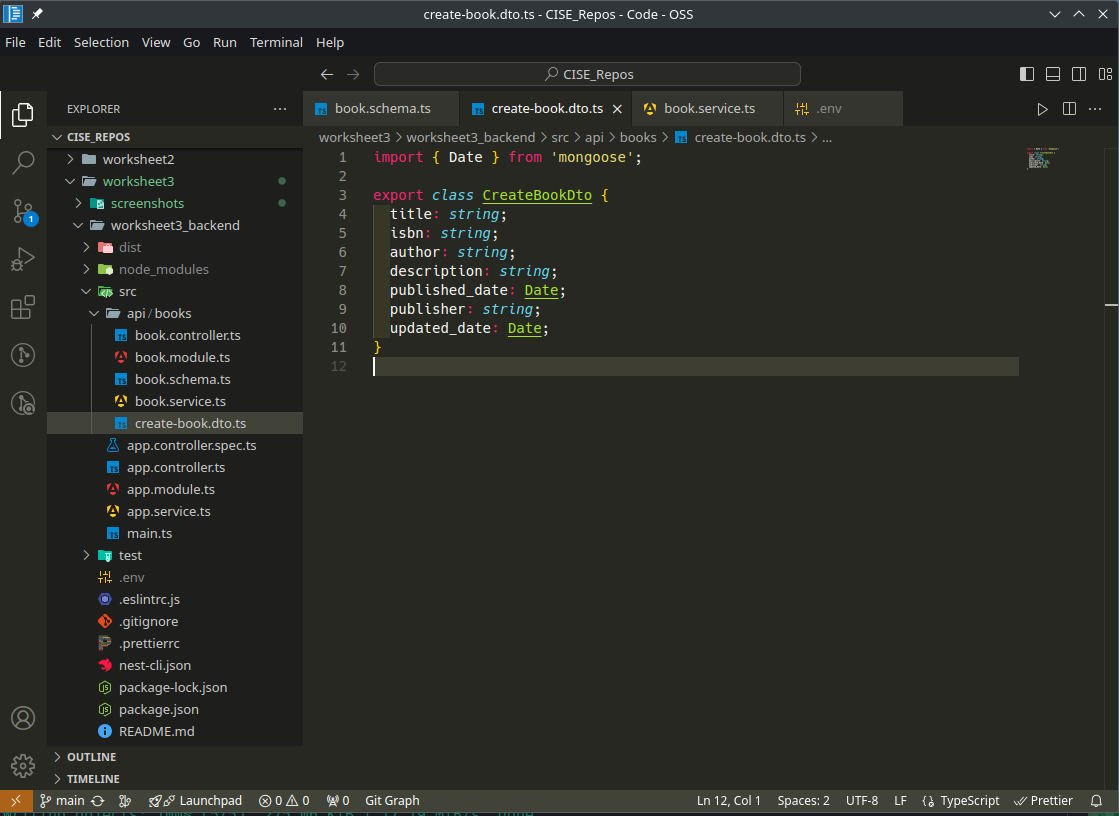 create-book.dto.ts - CISE_Repos - Code - OSS
File Edit Selection View Go Run Terminal Help
CISE_Repos
EXPLORER
book.schema.ts
create-book.dto.ts
book.service.ts
.env
CISE_REPOS
worksheet3 > worksheet3_backend > src > api > books > create-book.dto.ts > ...
worksheet2
worksheet3
screenshots
1
worksheet3_backend
dist
node_modules
src
api / books
book.controller.ts
book.module.ts
book.schema.ts
book.service.ts
create-book.dto.ts
app.controller.spec.ts
app.controller.ts
app.module.ts
app.service.ts
main.ts
test
.env
.eslintrc.js
.gitignore
.prettierrc
nest-cli.json
package-lock.json
package.json
README.md
OUTLINE
TIMELINE
1 import { Date } from 'mongoose';
2
3 export class CreateBookDto {
4 title: string;
5 isbn: string;
6 author: string;
7 description: string;
8 published_date: Date;
9 publisher: string;
10 updated_date: Date;
11 }
12
main Launchpad 0 0 0 Git Graph Ln 12, Col 1 Spaces: 2 UTF-8 LF {} TypeScript Prettier